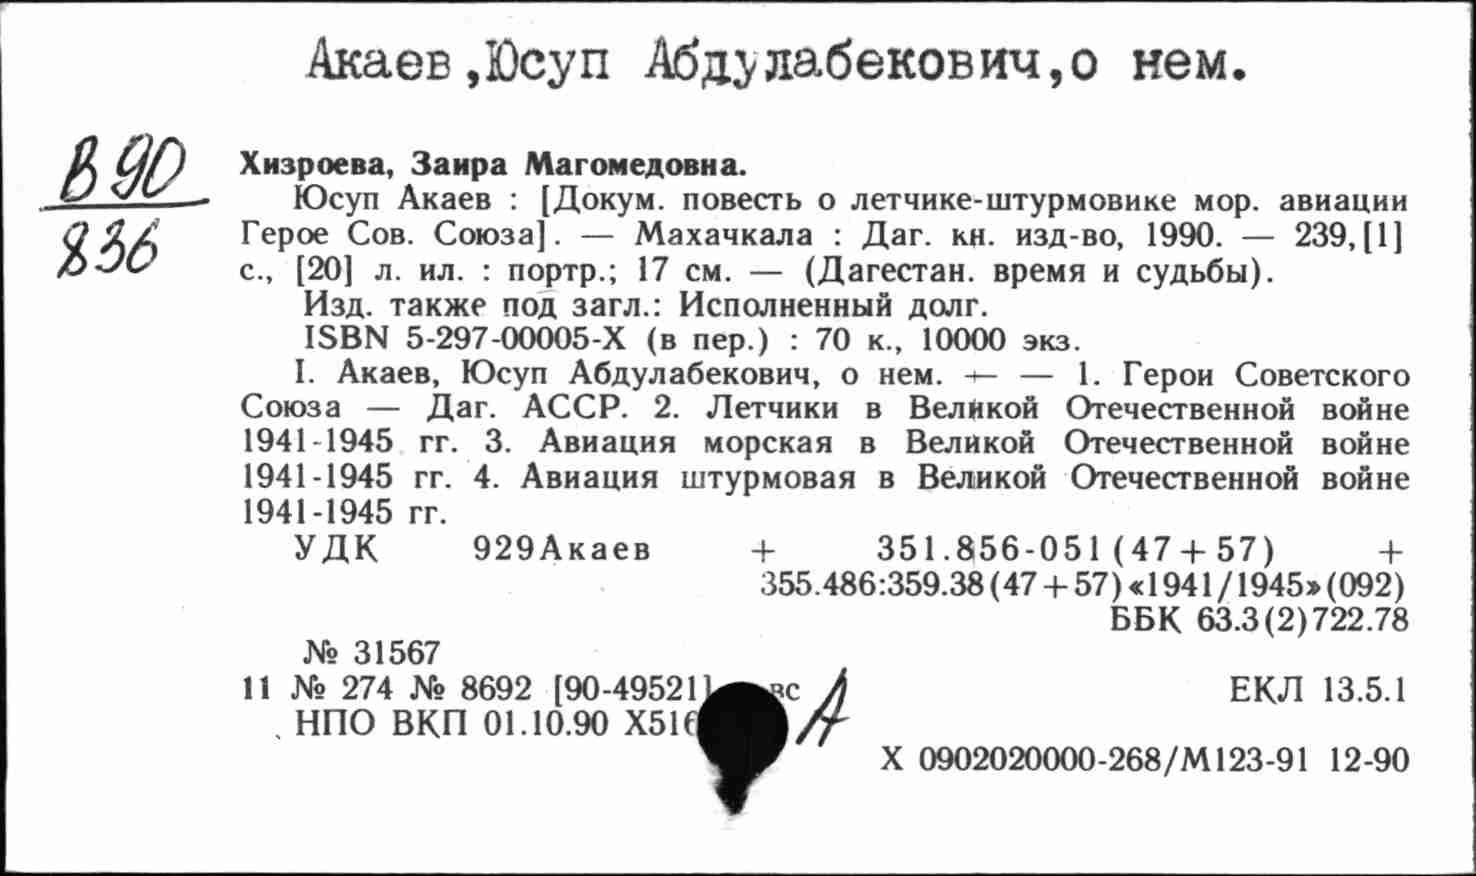 Акаев,Юсуп Абдулабекович,о нем.
В 90
836
Хизроева, Заира Магомедовна.
Юсуп Акаев : [Докум. повесть о летчике-штурмовике мор. авиации
Герое Сов. Союза]. — Махачкала : Даг. кн. изд-во, 1990. — 239,[1]
с., [20] л. ил. : портр.; 17 см. — (Дагестан. время и судьбы).
Изд. также под загл.: Исполненный долг.
ISBN 5-297-00005-X (в пер.) : 70 к., 10000 экз.
I. Акаев, Юсуп Абдулабекович, о нем. — — 1. Герои Советского
Союза — Даг. АССР. 2. Летчики в Великой Отечественной войне
1941-1945 гг. 3. Авиация морская в Великой Отечественной войне
1941-1945 гг. 4. Авиация штурмовая в Великой Отечественной войне
1941-1945 гг.
УДК 929Акаев + 351.856-051(47+57) +
355.486:359.38(47+57)«1941/1945»(092)
ББК 63.3(2)722.78
№ 31567
11 № 274 № 8692 [90-49521] вс А
ЕКЛ 13.5.1
НПО ВКП 01.10.90 Х516
Х 0902020000-268/М123-91 12-90